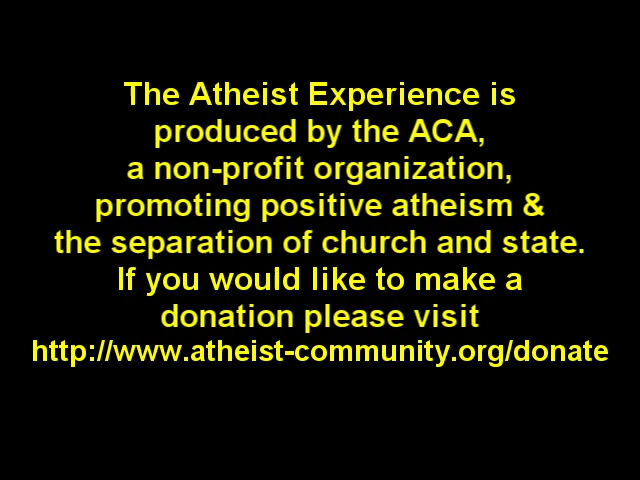 The Atheist Experience is
produced by the ACA,
a non-profit organization,
promoting positive atheism &
the separation of church and state.
If you would like to make a
donation please visit
http://www.atheist-community.org/donate